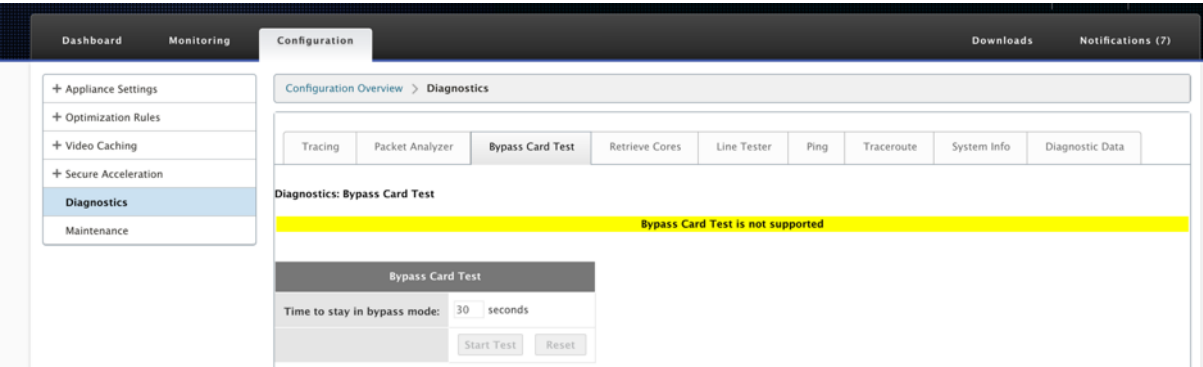 Dashboard Monitoring Configuration Downloads Notifications (7)
+ Appliance Settings
+ Optimization Rules
+ Video Caching
+ Secure Acceleration
Diagnostics
Maintenance
Configuration Overview > Diagnostics
Tracing Packet Analyzer Bypass Card Test Retrieve Cores Line Tester Ping Traceroute System Info Diagnostic Data
Diagnostics: Bypass Card Test
Bypass Card Test is not supported
Bypass Card Test
Time to stay in bypass mode: 30 seconds
Start Test Reset